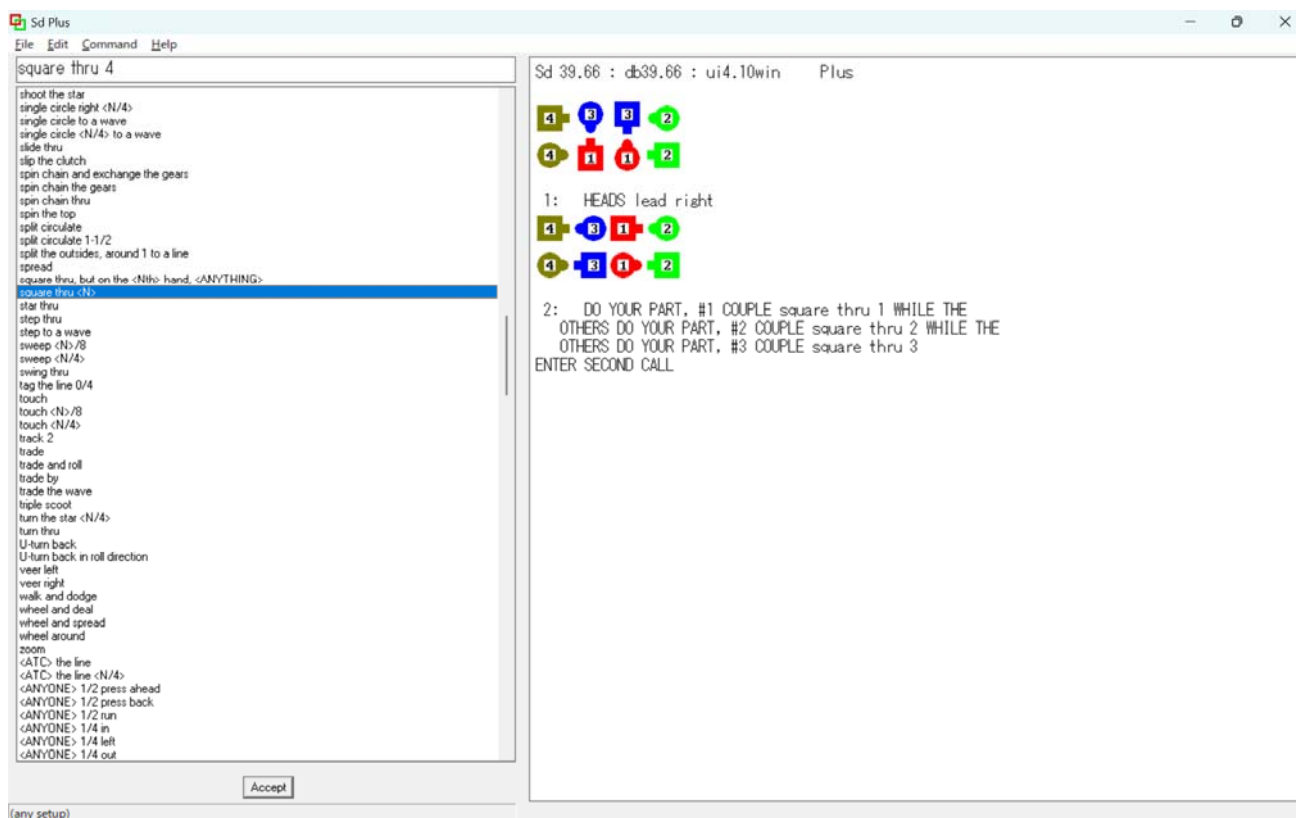 Sd Plus
File Edit Command Help
square thru 4
shoot the star
single circle right <N/4>
single circle to a wave
single circle <N/4> to a wave
slide thru
slip the clutch
spin chain and exchange the gears
spin chain the gears
spin chain thru
spin the top
split circulate
split circulate 1-1/2
split the outsides, around 1 to a line
spread
square thru, but on the <Nth> hand, <ANYTHING>
square thru <N>
star thru
step thru
step to a wave
sweep <N>/8
sweep <N/4>
swing thru
tag the line 0/4
touch
touch <N>/8
touch <N/4>
track 2
trade
trade and roll
trade by
trade the wave
triple scoot
turn the star <N/4>
turn thru
U-turn back
U-turn back in roll direction
veer left
veer right
walk and dodge
wheel and deal
wheel and spread
wheel around
zoom
<ATC> the line
<ATC> the line <N/4>
<ANYONE> 1/2 press ahead
<ANYONE> 1/2 press back
<ANYONE> 1/2 run
<ANYONE> 1/4 in
<ANYONE> 1/4 left
<ANYONE> 1/4 out
Accept
(any setup)
Sd 39.66 : db39.66 : ui4.10win Plus
4 3 3 2
4 1 1 2
1: HEADS lead right
4 3 1 2
4 3 1 2
2: DO YOUR PART, #1 COUPLE square thru 1 WHILE THE
OTHERS DO YOUR PART, #2 COUPLE square thru 2 WHILE THE
OTHERS DO YOUR PART, #3 COUPLE square thru 3
ENTER SECOND CALL